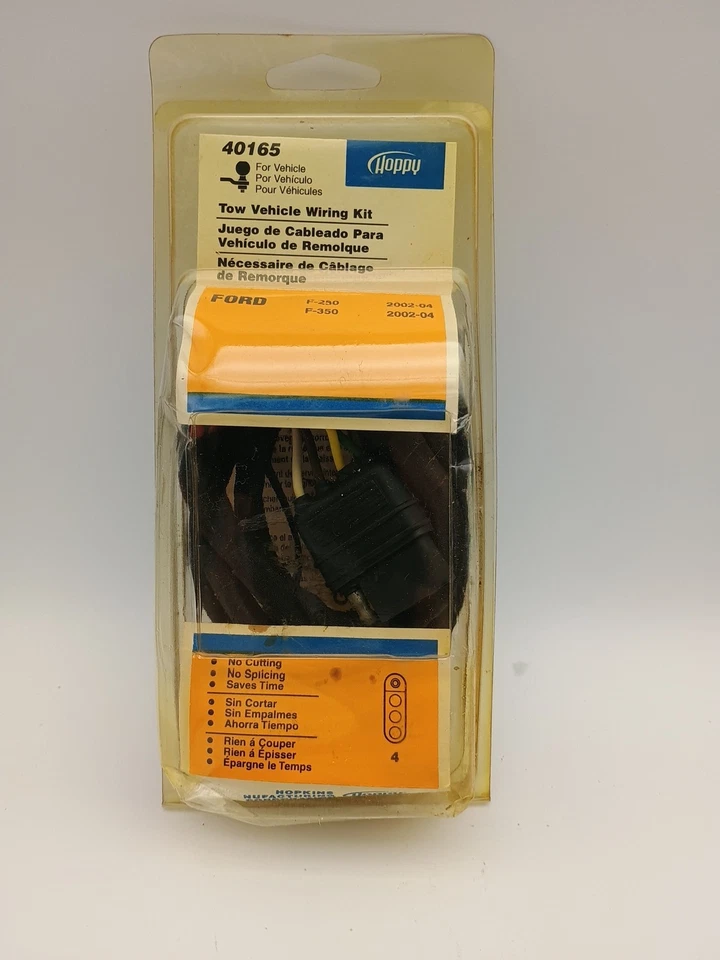 40165
Hoppy
For Vehicle
Por Vehículo
Pour Véhicules
Tow Vehicle Wiring Kit
Juego de Cableado Para
Vehículo de Remolque
Nécessaire de Câblage
de Remorque
FORD F-250 2002-04
F-350 2002-04
No Cutting
No Splicing
Saves Time
Sin Cortar
Sin Empalmes
Ahorra Tiempo
Rien á Couper
Rien á Épisser
Épargne le Temps
4
Hoppy